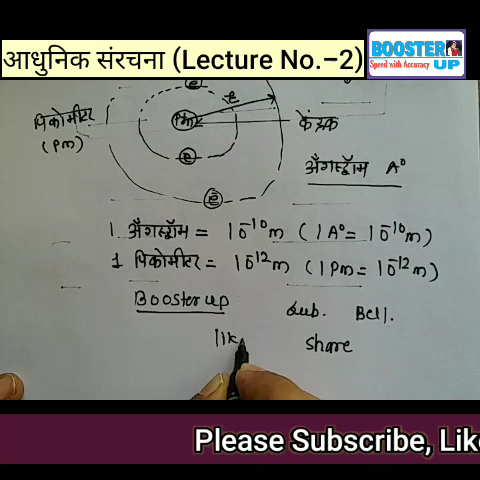 आधुनिक संरचना (Lecture No.–2)
BOOSTER UP
Speed with Accuracy
पिकोमीटर
(Pm)
e
r
e
e
केंद्रक
अँगस्ट्रॉम A°
1 अँगस्ट्रॉम = 10⁻¹⁰m (1A°= 10⁻¹⁰m)
1 पिकोमीटर = 10⁻¹²m (1Pm= 10⁻¹²m)
Booster up
Sub. Bell.
lik
Share
Please Subscribe, Like